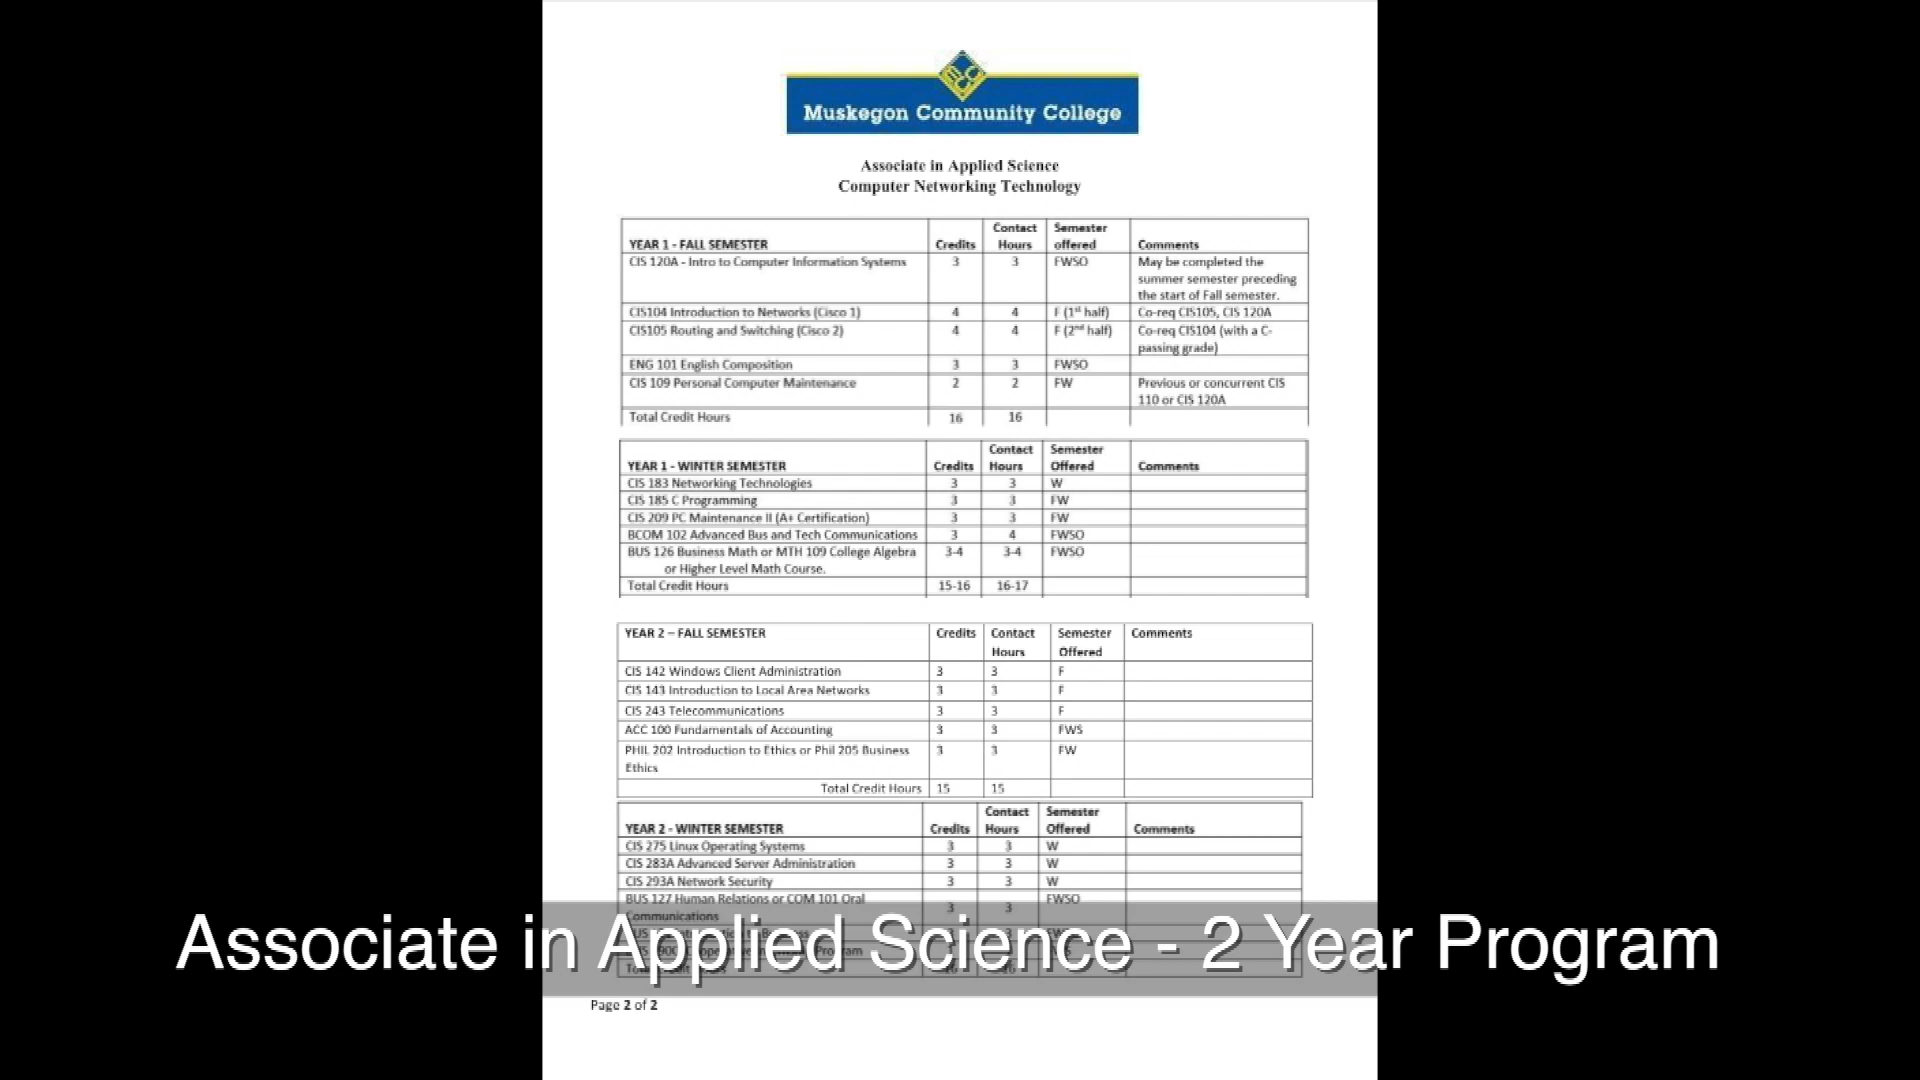 MCC
Muskegon Community College
Associate in Applied Science
Computer Networking Technology
YEAR 1 - FALL SEMESTER Credits Contact Hours Semester offered Comments
CIS 120A - Intro to Computer Information Systems 3 3 FWSO May be completed the summer semester preceding the start of Fall semester.
CIS104 Introduction to Networks (Cisco 1) 4 4 F (1st half) Co-req CIS105, CIS 120A
CIS105 Routing and Switching (Cisco 2) 4 4 F (2nd half) Co-req CIS104 (with a C- passing grade)
ENG 101 English Composition 3 3 FWSO
CIS 109 Personal Computer Maintenance 2 2 FW Previous or concurrent CIS 110 or CIS 120A
Total Credit Hours 16 16
YEAR 1 - WINTER SEMESTER Credits Contact Hours Semester Offered Comments
CIS 183 Networking Technologies 3 3 W
CIS 185 C Programming 3 3 FW
CIS 209 PC Maintenance II (A+ Certification) 3 3 FW
BCOM 102 Advanced Bus and Tech Communications 3 4 FWSO
BUS 126 Business Math or MTH 109 College Algebra or Higher Level Math Course. 3-4 3-4 FWSO
Total Credit Hours 15-16 16-17
YEAR 2 – FALL SEMESTER Credits Contact Hours Semester Offered Comments
CIS 142 Windows Client Administration 3 3 F
CIS 143 Introduction to Local Area Networks 3 3 F
CIS 243 Telecommunications 3 3 F
ACC 100 Fundamentals of Accounting 3 3 FWS
PHIL 202 Introduction to Ethics or Phil 205 Business Ethics 3 3 FW
Total Credit Hours 15 15
YEAR 2 - WINTER SEMESTER Credits Contact Hours Semester Offered Comments
CIS 275 Linux Operating Systems 3 3 W
CIS 283A Advanced Server Administration 3 3 W
CIS 293A Network Security 3 3 W
BUS 127 Human Relations or COM 101 Oral Communications 3 3 FWSO
Program
Associate in Applied Science - 2 Year Program
Page 2 of 2